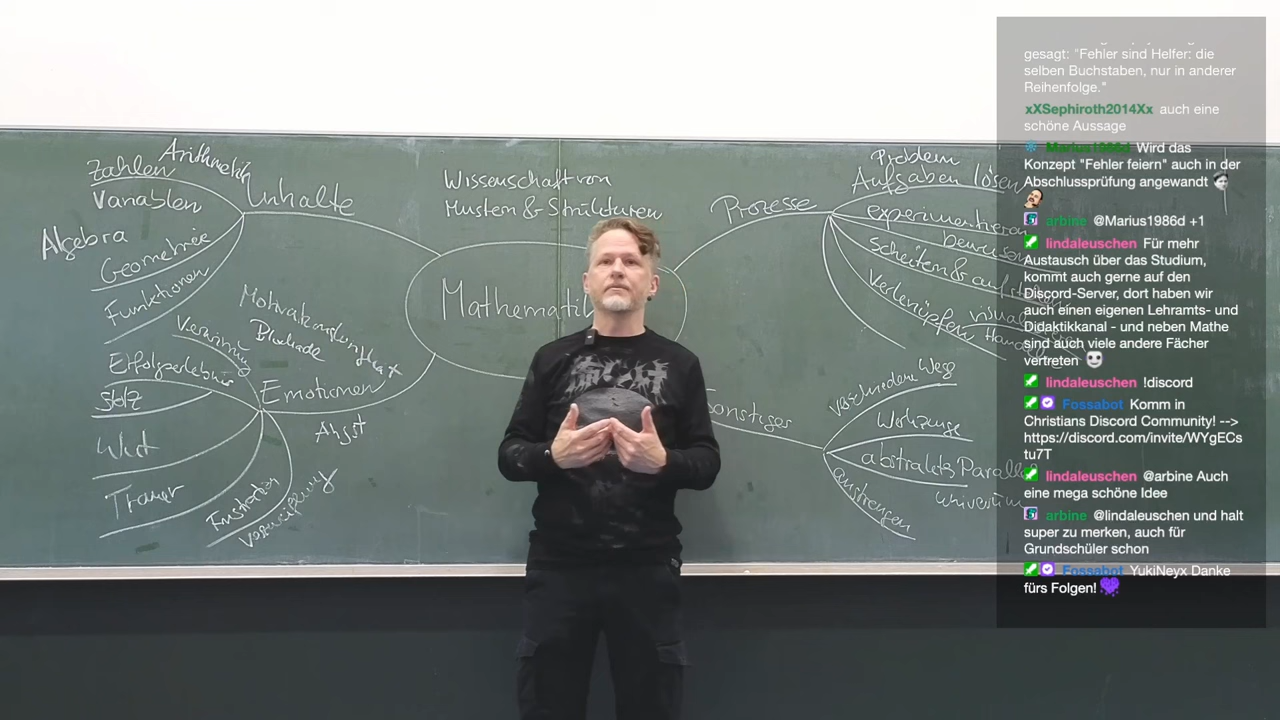 Zahlen
Arithmetik
Variablen
Algebra
Geometrie
Funktionen
Inhalte
Wissenschaft von
Mustern & Strukturen
Mathematik
Prozesse
Problem
Aufgaben lösen
experimentieren
beweisen
scheitern &
verknüpfen
Motivation
Blockade
Verwirrung
Erfolgserlebnis
Stolz
Wut
Trauer
Frustration
Verzweiflung
Emotionen
Angst
Sonstiges
verschiedene Wege
Werkzeuge
abstraktes
anstrengen
gesagt: "Fehler sind Helfer: die
selben Buchstaben, nur in anderer
Reihenfolge."
xXSephiroth2014Xx auch eine
schöne Aussage
Marius1986d Wird das
Konzept "Fehler feiern" auch in der
Abschlussprüfung angewandt
arbine @Marius1986d +1
lindaleuschen Für mehr
Austausch über das Studium,
kommt auch gerne auf den
Discord-Server, dort haben wir
auch einen eigenen Lehramts- und
Didaktikkanal - und neben Mathe
sind auch viele andere Fächer
vertreten
lindaleuschen !discord
Fossabot Komm in
Christians Discord Community! -->
https://discord.com/invite/WYgECs
tu7T
lindaleuschen @arbine Auch
eine mega schöne Idee
arbine @lindaleuschen und halt
super zu merken, auch für
Grundschüler schon
Fossabot YukiNeyx Danke
fürs Folgen!